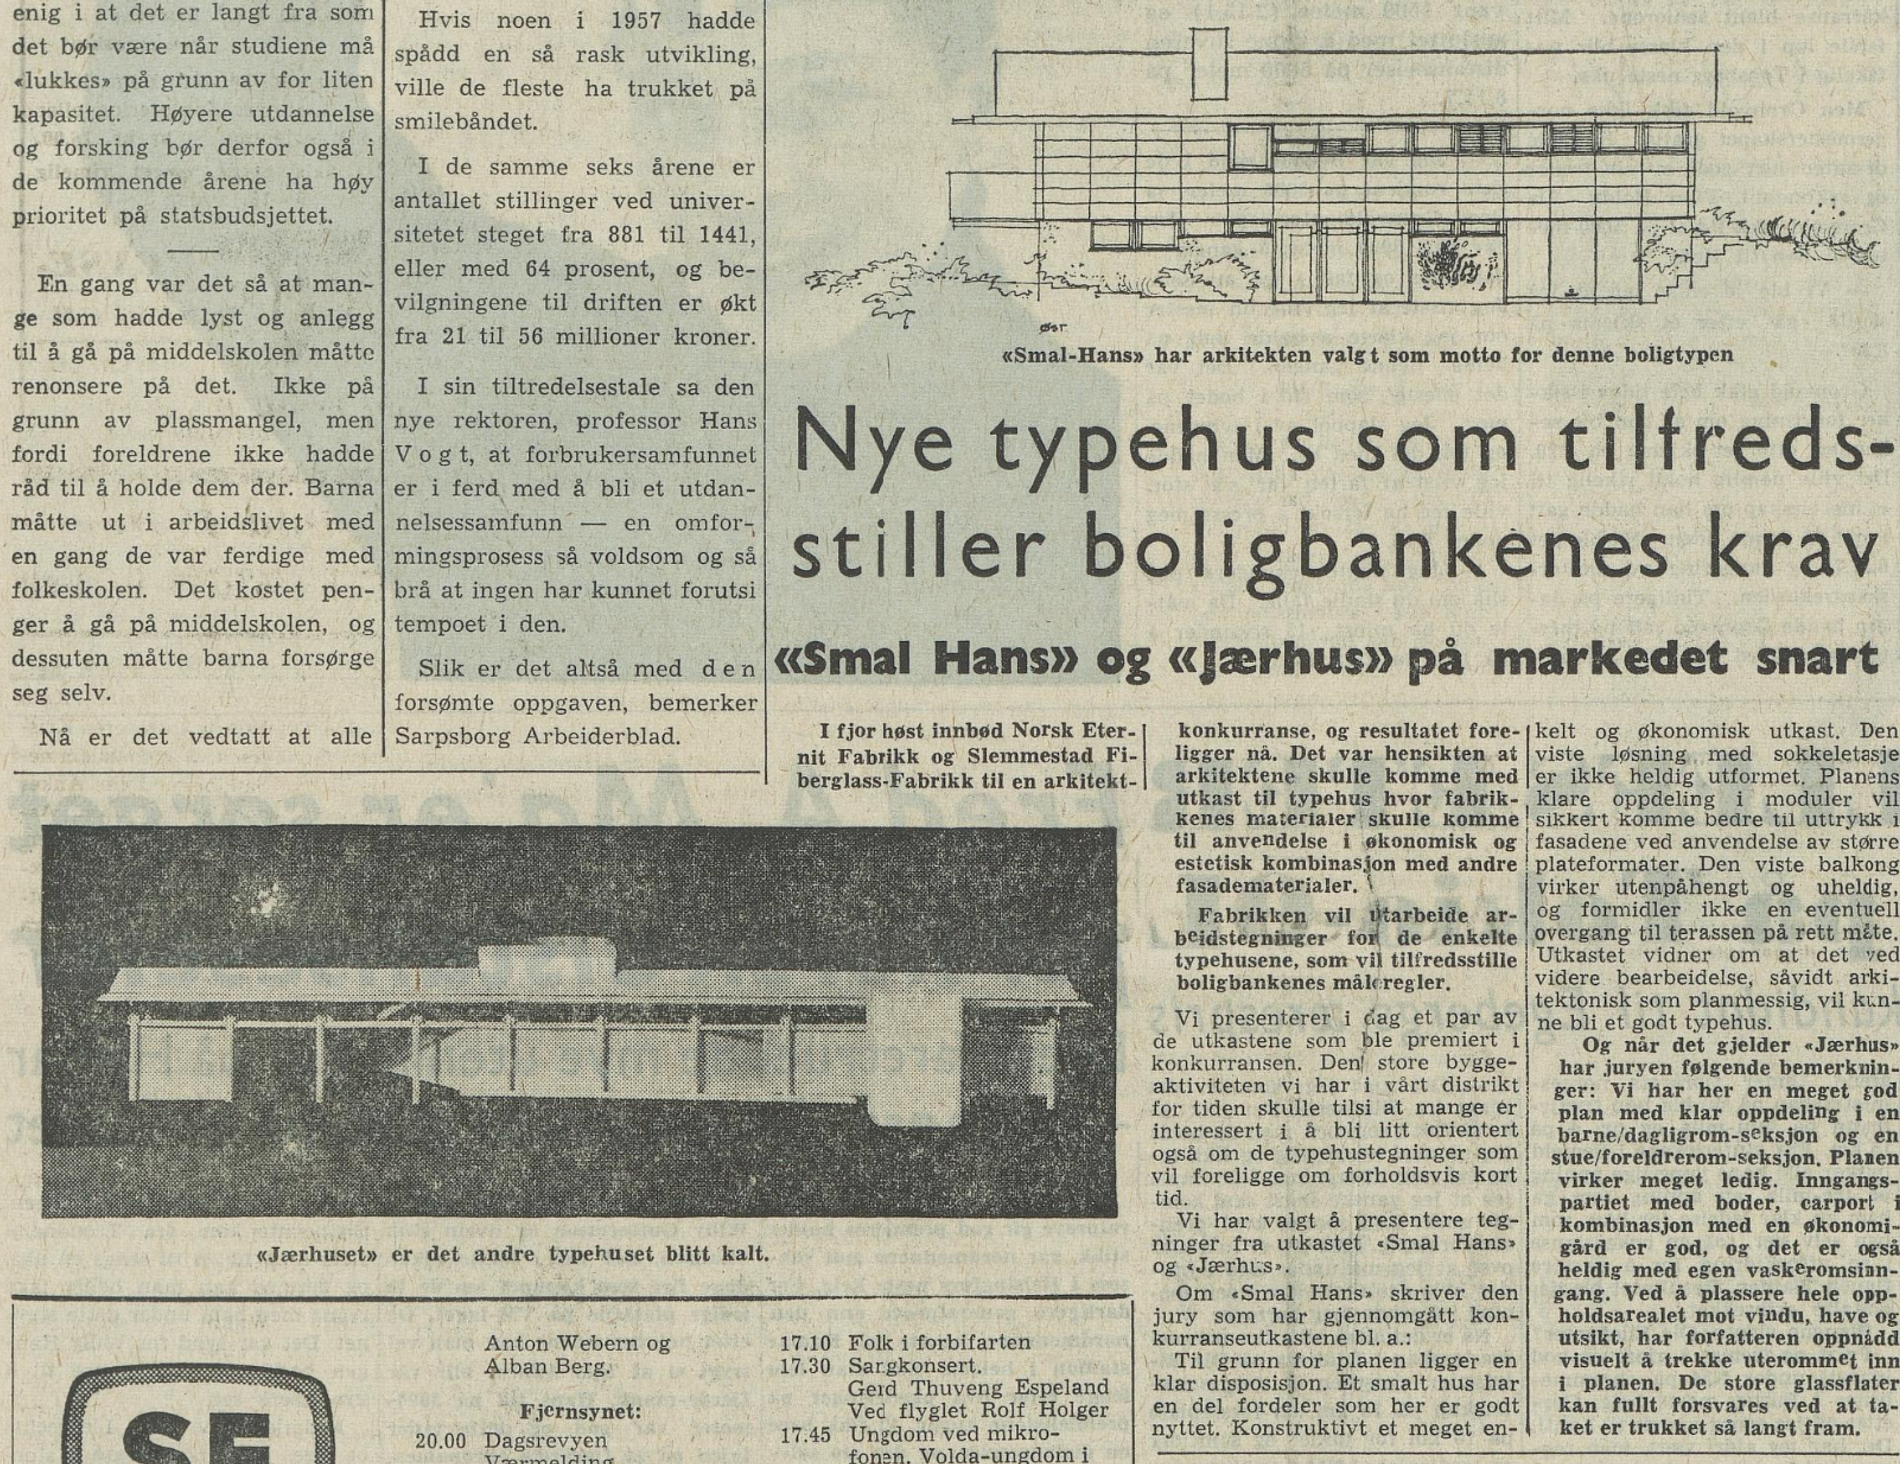 enig i at det er langt fra som
det bør være når studiene må
«lukkes» på grunn av for liten
kapasitet. Høyere utdannelse
og forsking bør derfor også i
de kommende årene ha høy
prioritet på statsbudsjettet.
En gang var det så at man-
ge som hadde lyst og anlegg
til å gå på middelskolen måtte
renonsere på det. Ikke på
grunn av plassmangel, men
fordi foreldrene ikke hadde
råd til å holde dem der. Barna
måtte ut i arbeidslivet med
en gang de var ferdige med
folkeskolen. Det kostet pen-
ger å gå på middelskolen, og
dessuten måtte barna forsørge
seg selv.
Nå er det vedtatt at alle
Hvis noen i 1957 hadde
spådd en så rask utvikling,
ville de fleste ha trukket på
smilebåndet.
I de samme seks årene er
antallet stillinger ved univer-
sitetet steget fra 881 til 1441,
eller med 64 prosent, og be-
vilgningene til driften er økt
fra 21 til 56 millioner kroner.
I sin tiltredelsestale sa den
nye rektoren, professor Hans
Vogt, at forbrukersamfunnet
er i ferd med å bli et utdan-
nelsessamfunn — en omfor-
mingsprosess så voldsom og så
brå at ingen har kunnet forutsi
tempoet i den.
Slik er det altså med den
forsømte oppgaven, bemerker
Sarpsborg Arbeiderblad.
ØST
«Smal-Hans» har arkitekten valgt som motto for denne boligtypen
Nye typehus som tilfreds-
stiller boligbankenes krav
«Smal Hans» og «Jærhus» på markedet snart
I fjor høst innbød Norsk Eter-
nit Fabrikk og Slemmestad Fi-
berglass-Fabrikk til en arkitekt-
konkurranse, og resultatet fore-
ligger nå. Det var hensikten at
arkitektene skulle komme med
utkast til typehus hvor fabrik-
kenes materialer skulle komme
til anvendelse i økonomisk og
estetisk kombinasjon med andre
fasadematerialer.
Fabrikken vil utarbeide ar-
beidstegninger for de enkelte
typehusene, som vil tilfredsstille
boligbankenes måleregler.
Vi presenterer i dag et par av
de utkastene som ble premiert i
konkurransen. Den store bygge-
aktiviteten vi har i vårt distrikt
for tiden skulle tilsi at mange er
interessert i å bli litt orientert
også om de typehustegninger som
vil foreligge om forholdsvis kort
tid.
Vi har valgt å presentere teg-
ninger fra utkastet «Smal Hans»
og «Jærhus».
Om «Smal Hans» skriver den
jury som har gjennomgått kon-
kurranseutkastene bl. a.:
Til grunn for planen ligger en
klar disposisjon. Et smalt hus har
en del fordeler som her er godt
nyttet. Konstruktivt et meget en-
kelt og økonomisk utkast. Den
viste løsning med sokkeletasje
er ikke heldig utformet. Planens
klare oppdeling i moduler vil
sikkert komme bedre til uttrykk i
fasadene ved anvendelse av større
plateformater. Den viste balkong
virker utenpåhengt og uheldig,
og formidler ikke en eventuell
overgang til terassen på rett måte.
Utkastet vidner om at det ved
videre bearbeidelse, såvidt arki-
tektonisk som planmessig, vil kun-
ne bli et godt typehus.
Og når det gjelder «Jærhus»
har juryen følgende bemerknin-
ger: Vi har her en meget god
plan med klar oppdeling i en
barne/dagligrom-seksjon og en
stue/foreldrerom-seksjon. Planen
virker meget ledig. Inngangs-
partiet med boder, carport i
kombinasjon med en økonomi-
gård er god, og det er også
heldig med egen vaskeromsinn-
gang. Ved å plassere hele opp-
holdsarealet mot vindu, have og
utsikt, har forfatteren oppnådd
visuelt å trekke uterommet inn
i planen. De store glassflater
kan fullt forsvares ved at ta-
ket er trukket så langt fram.
«Jærhuset» er det andre typehuset blitt kalt.
SE
Anton Webern og
Alban Berg.
Fjernsynet:
20.00 Dagsrevyen
Værmelding
17.10 Folk i forbifarten
17.30 Sangkonsert.
Gerd Thuveng Espeland
Ved flyglet Rolf Holger
17.45 Ungdom ved mikro-
fonen. Volda-ungdom i